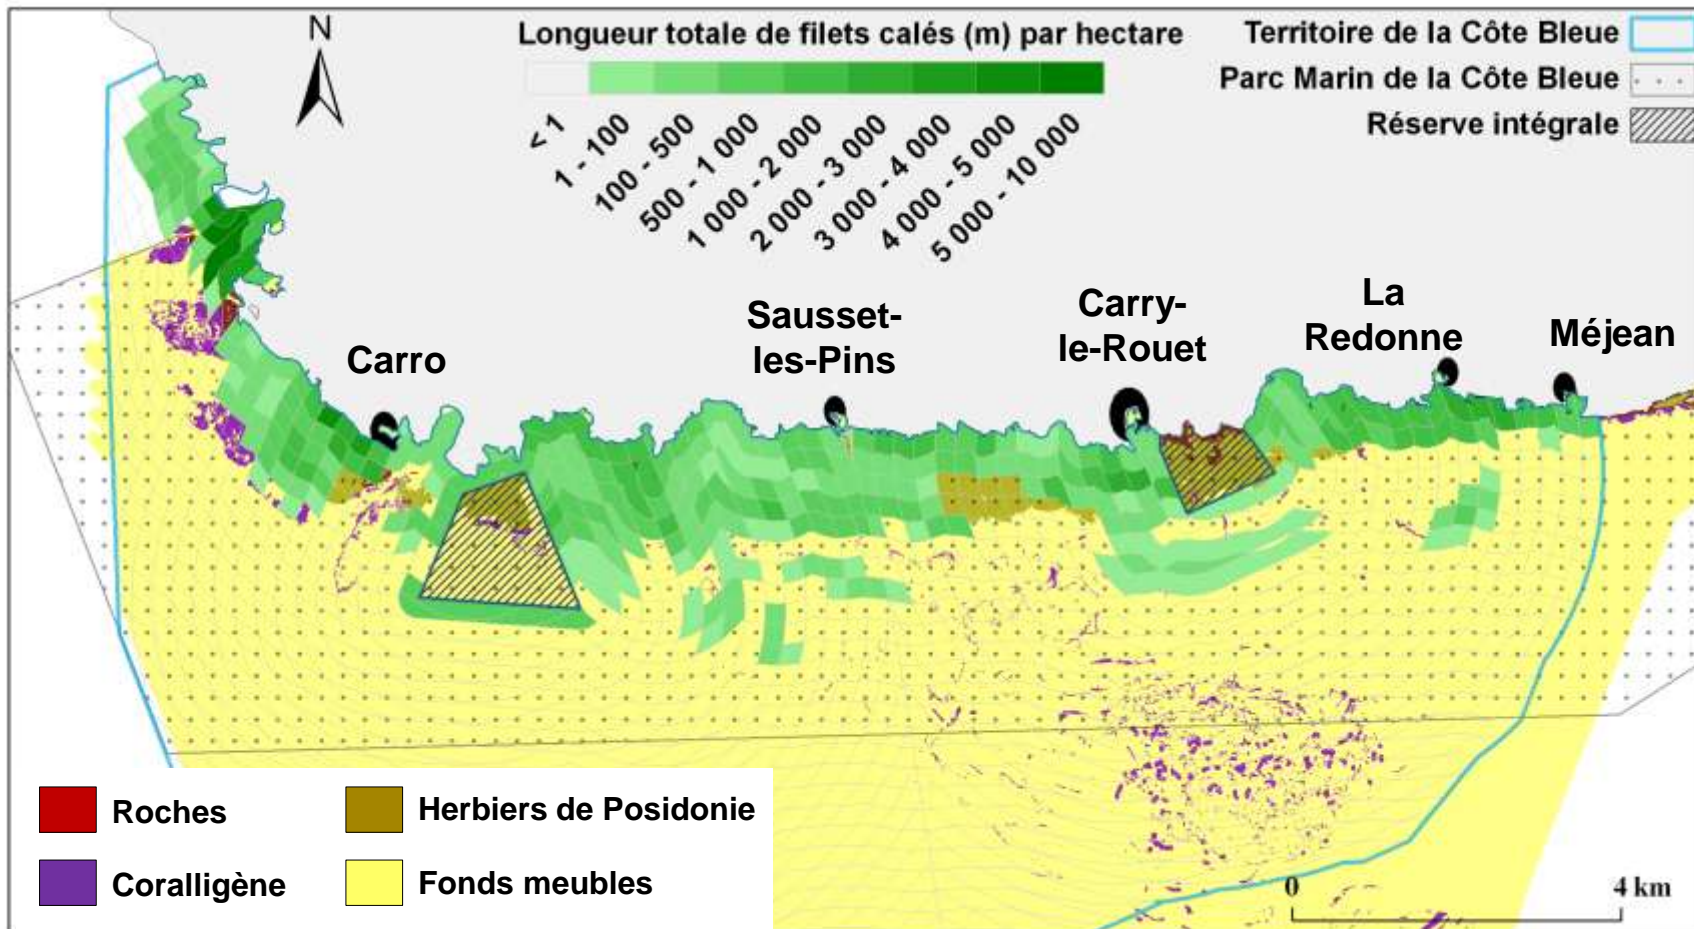 N
Longueur totale de filets calés (m) par hectare
< 1
1 - 100
100 - 500
500 - 1 000
1 000 - 2 000
2 000 - 3 000
3 000 - 4 000
4 000 - 5 000
5 000 - 10 000
Territoire de la Côte Bleue
Parc Marin de la Côte Bleue
Réserve intégrale
Carro
Sausset-
les-Pins
Carry-
le-Rouet
La
Redonne
Méjean
Roches
Herbiers de Posidonie
Coralligène
Fonds meubles
0 4 km